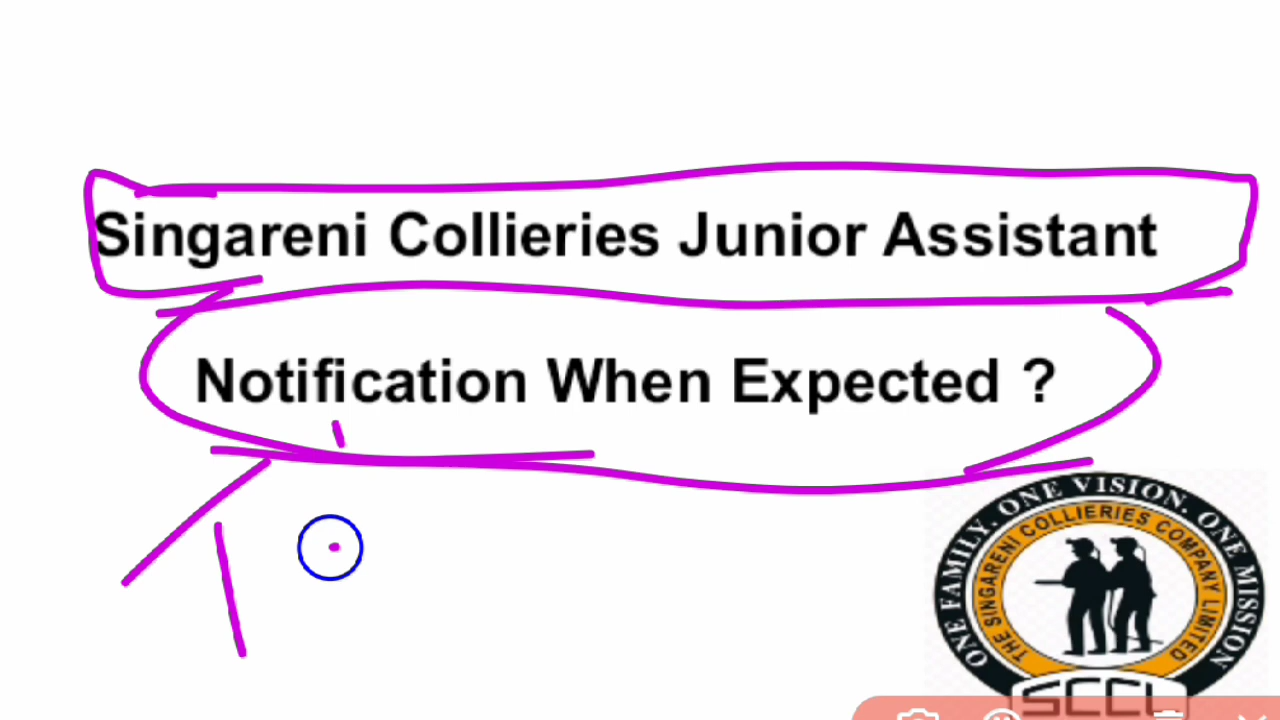 Singareni Collieries Junior Assistant
Notification When Expected ?
ONE FAMILY. ONE VISION. ONE MISSION
THE SINGARENI COLLIERIES COMPANY LIMITED
SCCL